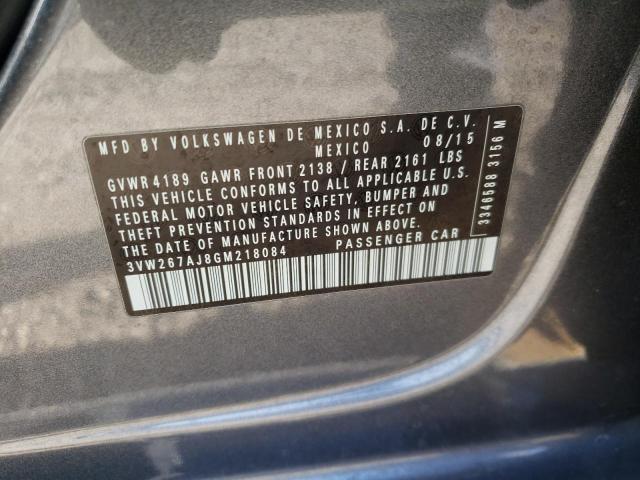 MFD BY VOLKSWAGEN DE MEXICO S.A. DE C.V.
MEXICO 08/15
GVWR 4189 GAWR FRONT 2138 / REAR 2161 LBS
THIS VEHICLE CONFORMS TO ALL APPLICABLE U.S.
FEDERAL MOTOR VEHICLE SAFETY, BUMPER AND
THEFT PREVENTION STANDARDS IN EFFECT ON
THE DATE OF MANUFACTURE SHOWN ABOVE.
3VW267AJ8GM218084 PASSENGER CAR
3346588 3156 M